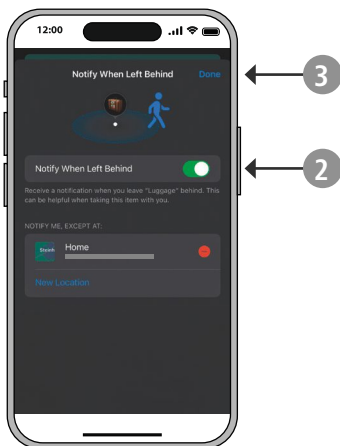 12:00
Notify When Left Behind Done
3
Notify When Left Behind
2
Receive a notification when you leave "Luggage" behind. This
can be helpful when taking this item with you.
NOTIFY ME, EXCEPT AT:
Home
New Location